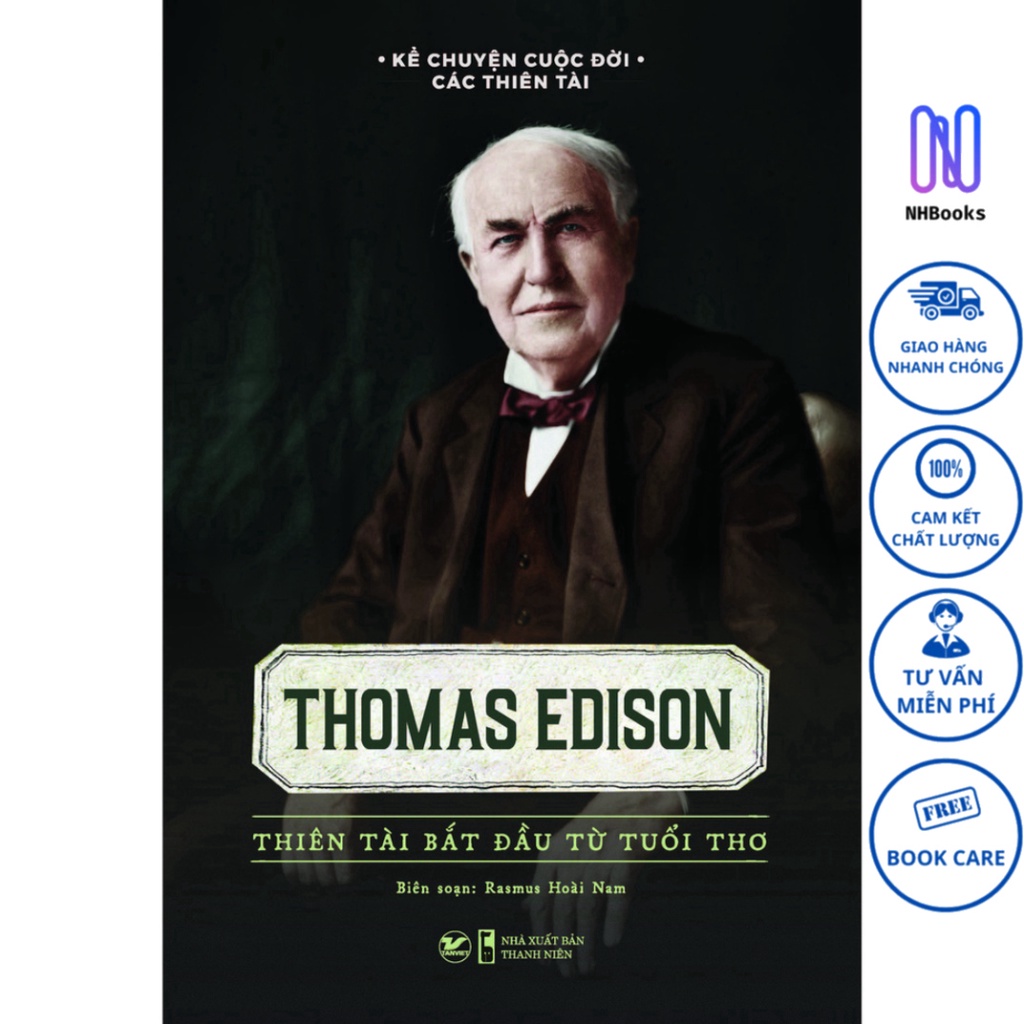 • KỂ CHUYỆN CUỘC ĐỜI •
CÁC THIÊN TÀI
THOMAS EDISON
THIÊN TÀI BẮT ĐẦU TỪ TUỔI THƠ
Biên soạn: Rasmus Hoài Nam
TANVIET
NHÀ XUẤT BẢN
THANH NIÊN
NHBooks
GIAO HÀNG
NHANH CHÓNG
100%
CAM KẾT
CHẤT LƯỢNG
TƯ VẤN
MIỄN PHÍ
FREE
BOOK CARE